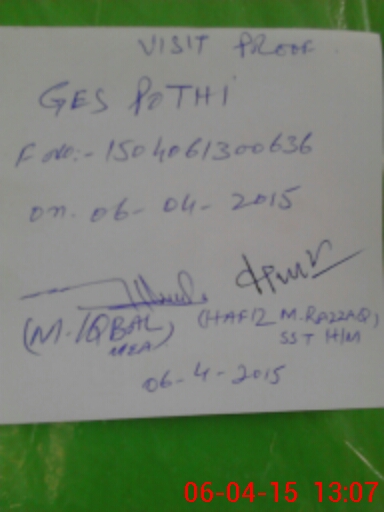 VISIT PROOF
GES POTHI
F No:- 1504061300636
on. 06-04-2015
(M. IQBAL) (HAFIZ M. RAZZAQ)
MEA SST H/M
06-4-2015
06-04-15 13:07